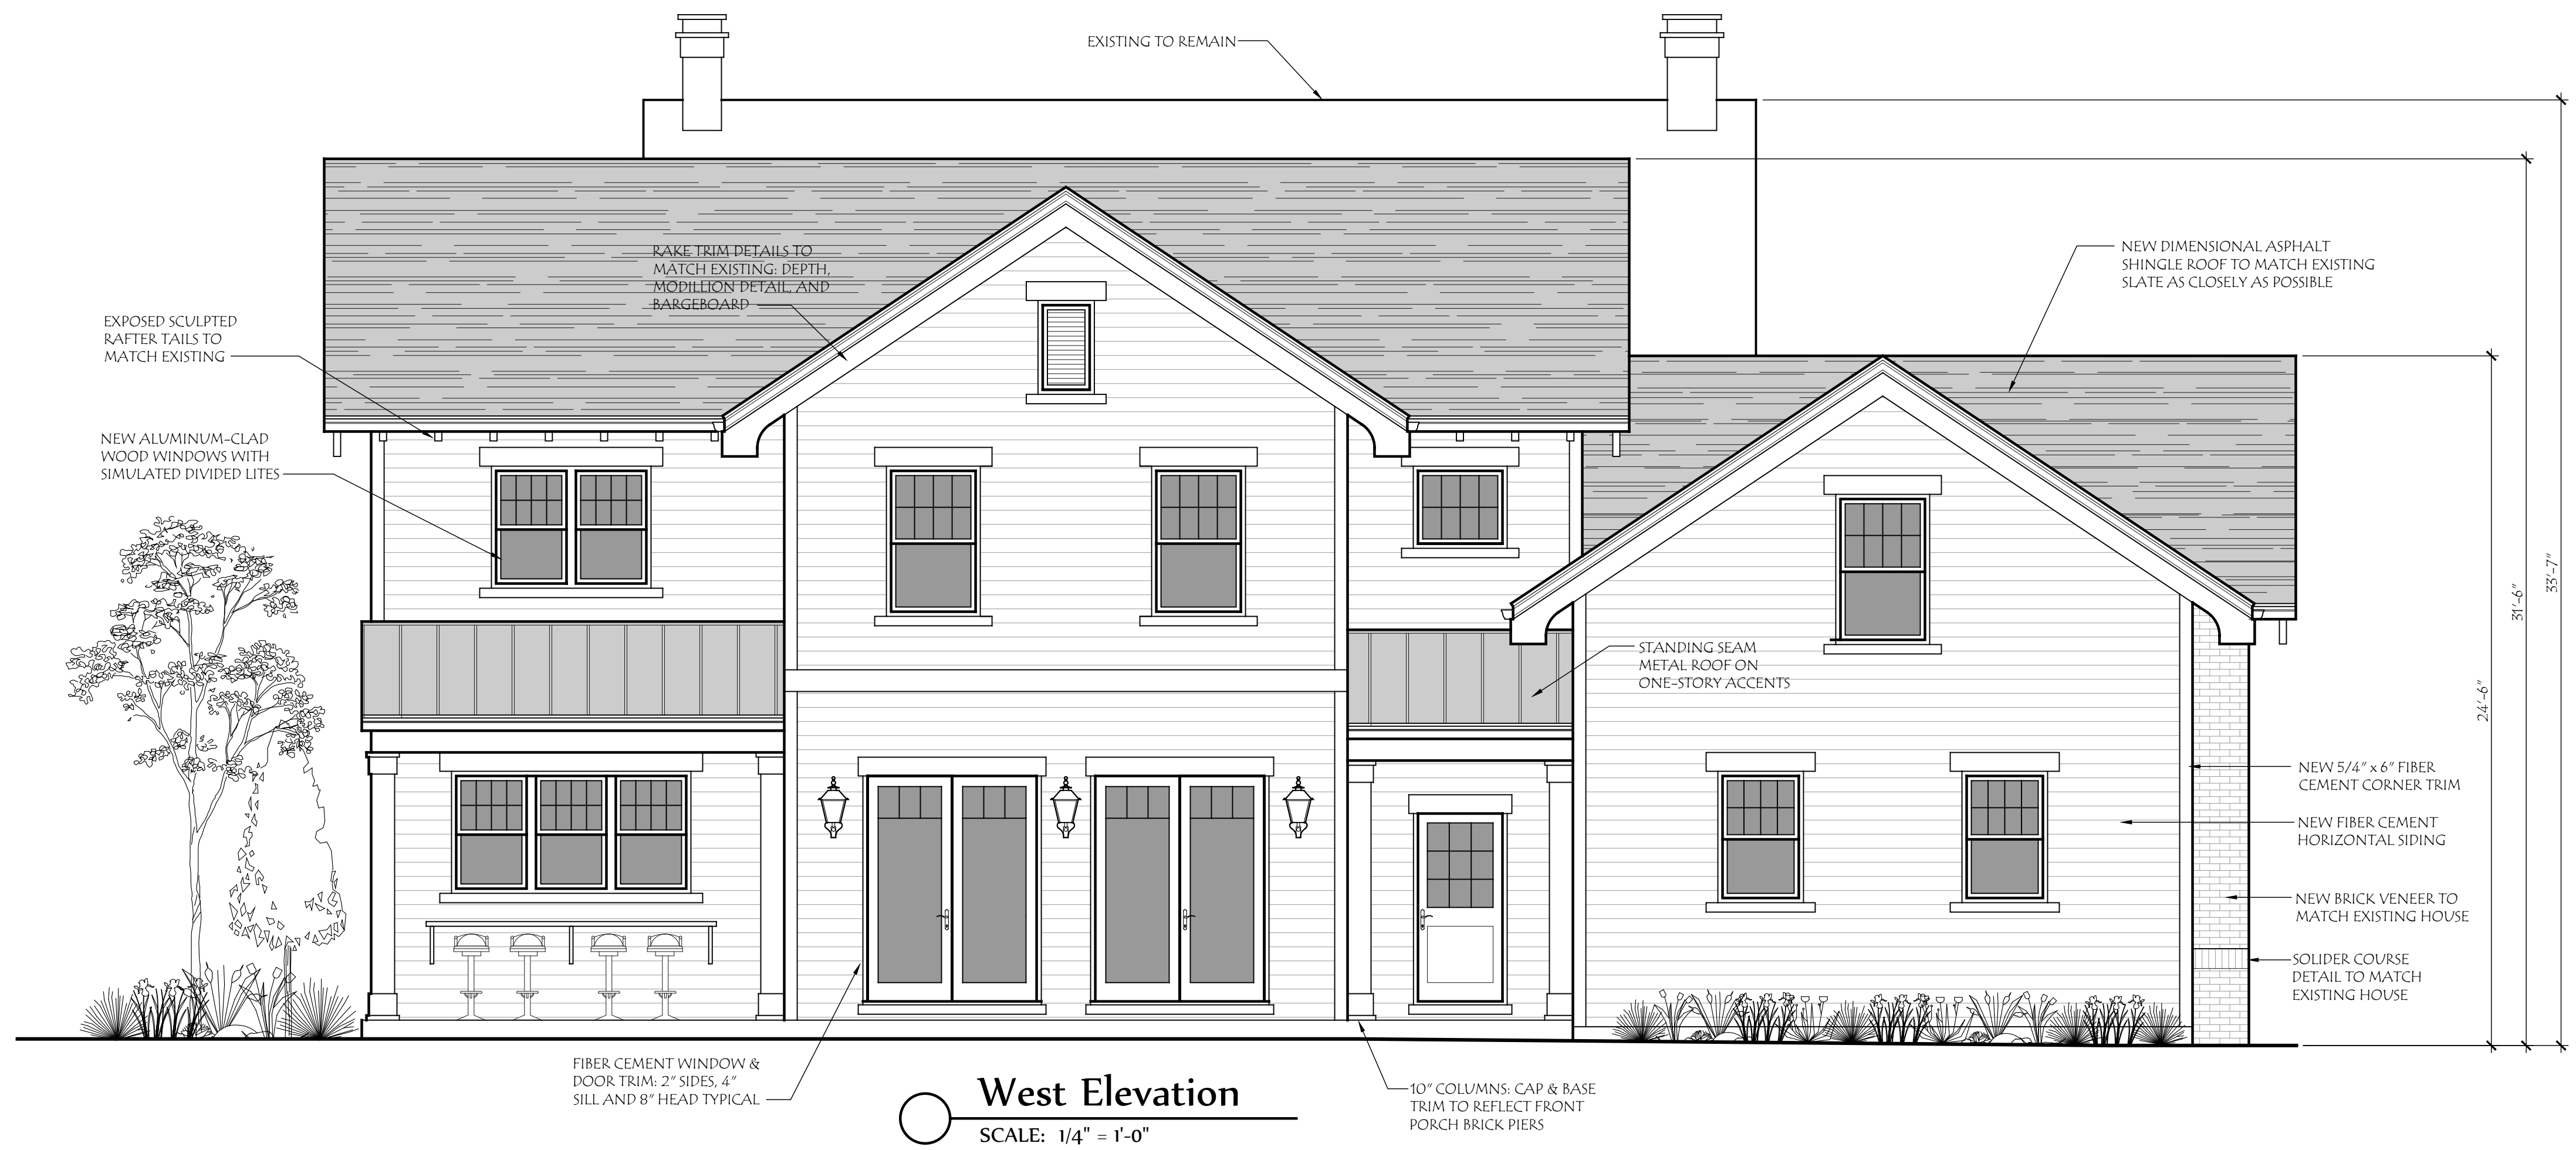 EXISTING TO REMAIN
RAKE TRIM DETAILS TO
MATCH EXISTING: DEPTH,
MODILLION DETAIL, AND
BARGEBOARD
NEW DIMENSIONAL ASPHALT
SHINGLE ROOF TO MATCH EXISTING
SLATE AS CLOSELY AS POSSIBLE
EXPOSED SCULPTED
RAFTER TAILS TO
MATCH EXISTING
NEW ALUMINUM-CLAD
WOOD WINDOWS WITH
SIMULATED DIVIDED LITES
33'-7"
31'-6"
24'-6"
STANDING SEAM
METAL ROOF ON
ONE-STORY ACCENTS
NEW 5/4" x 6" FIBER
CEMENT CORNER TRIM
NEW FIBER CEMENT
HORIZONTAL SIDING
NEW BRICK VENEER TO
MATCH EXISTING HOUSE
SOLIDER COURSE
DETAIL TO MATCH
EXISTING HOUSE
FIBER CEMENT WINDOW &
DOOR TRIM: 2" SIDES, 4"
SILL AND 8" HEAD TYPICAL
10" COLUMNS: CAP & BASE
TRIM TO REFLECT FRONT
PORCH BRICK PIERS
West Elevation
SCALE: 1/4" = 1'-0"